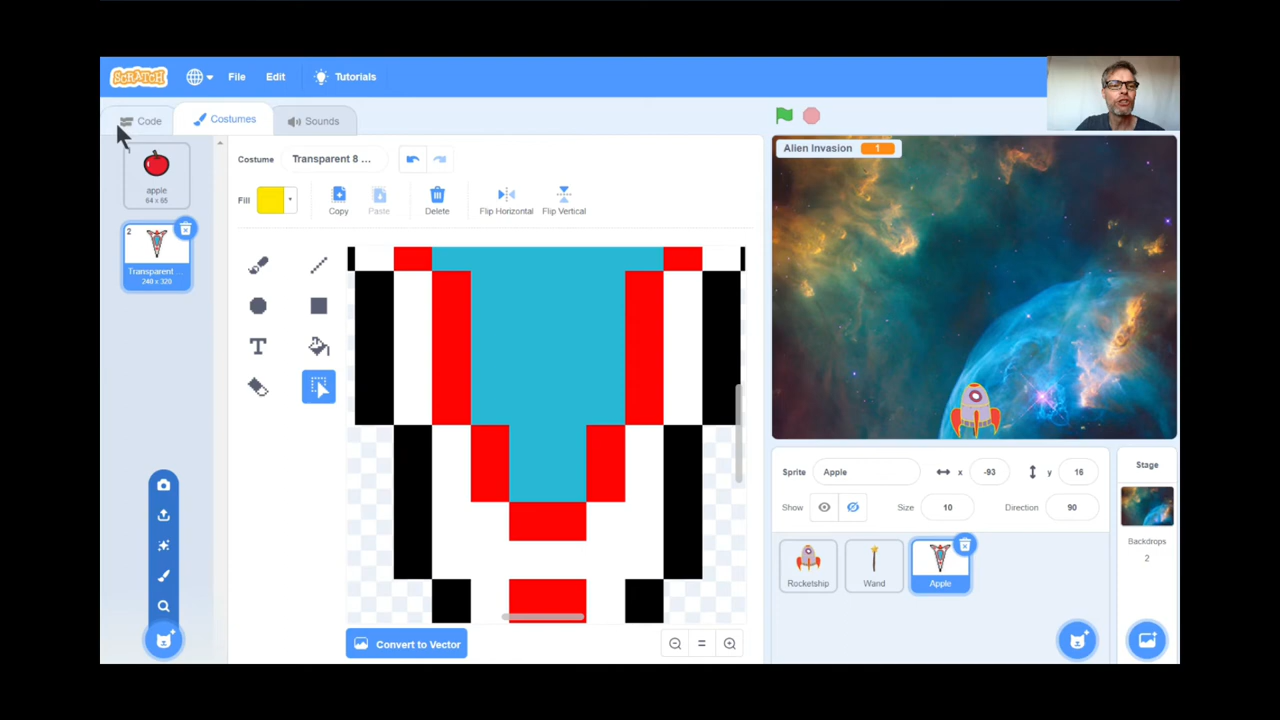 SCRATCH File Edit Tutorials
Code Costumes Sounds
apple
64 x 65
2
Transparent ...
240 x 320
Costume Transparent 8 ...
Fill Copy Paste Delete Flip Horizontal Flip Vertical
T
Convert to Vector
Alien Invasion 1
Sprite Apple x -93 y 16
Show Size 10 Direction 90
Rocketship Wand Apple
Stage
Backdrops
2